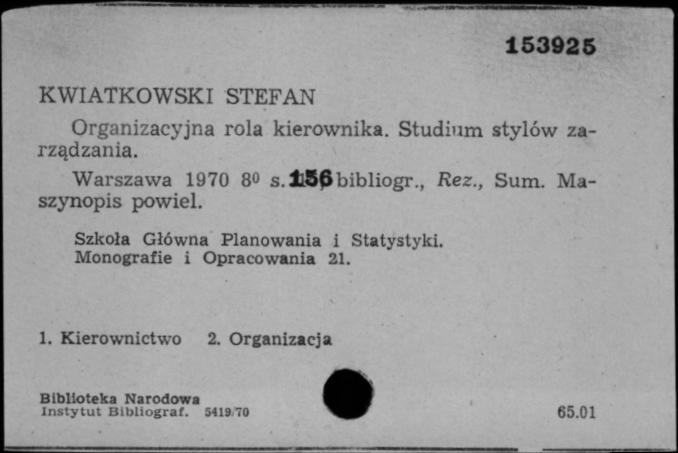 153925
KWIATKOWSKI STEFAN
Organizacyjna rola kierownika. Studium stylów za-
rządzania.
Warszawa 1970 8⁰ s. 156 bibliogr., Rez., Sum. Ma-
szynopis powiel.
Szkoła Główna Planowania i Statystyki.
Monografie i Opracowania 21.
1. Kierownictwo 2. Organizacja
Biblioteka Narodowa
Instytut Bibliograf. 5419/70 65.01